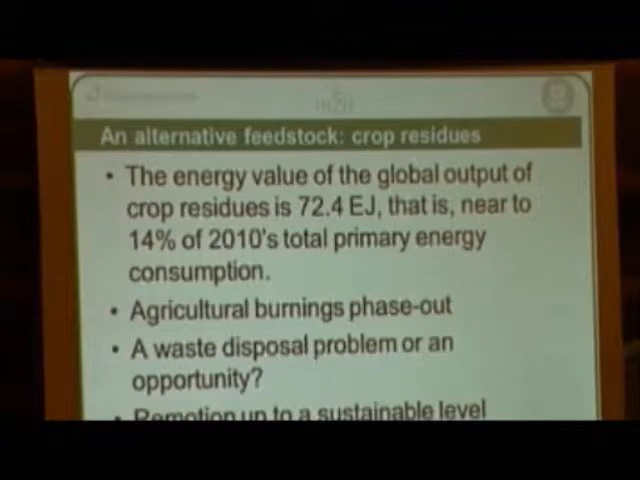 An alternative feedstock: crop residues
• The energy value of the global output of
crop residues is 72.4 EJ, that is, near to
14% of 2010's total primary energy
consumption.
• Agricultural burnings phase-out
• A waste disposal problem or an
opportunity?
• Remotion up to a sustainable level